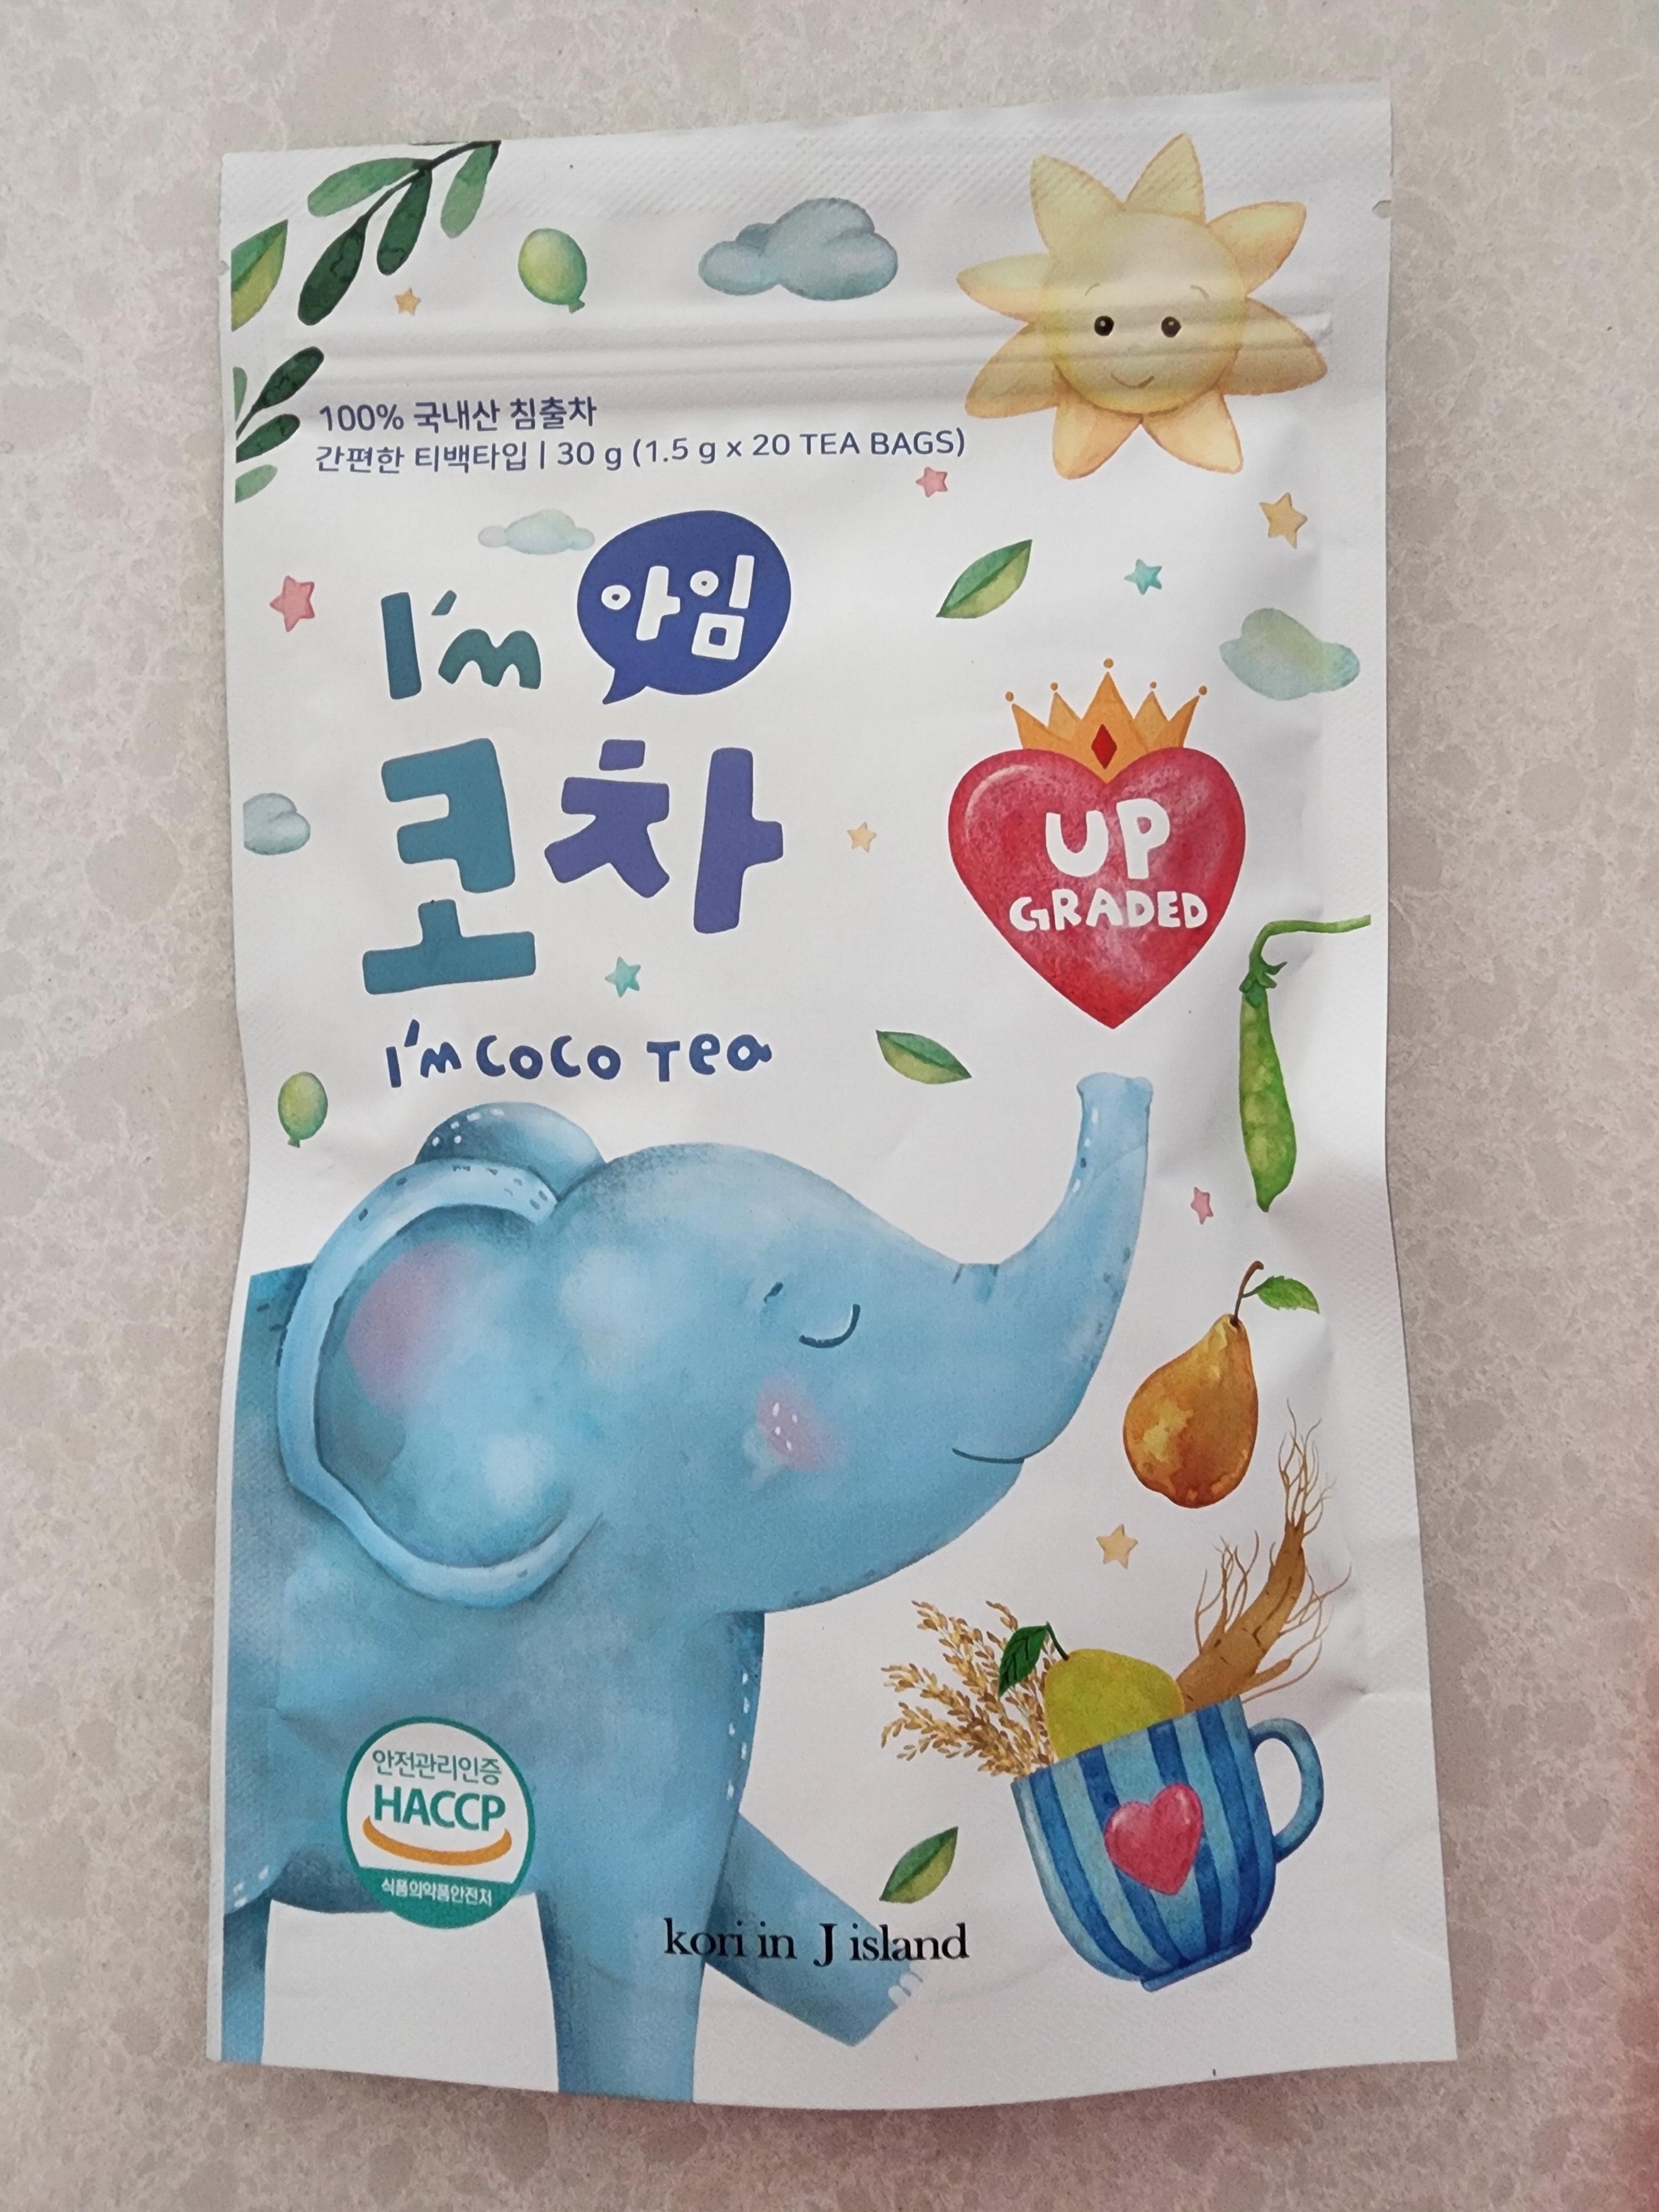 100% 국내산 침출차
간편한 티백타입 | 30 g (1.5 g x 20 TEA BAGS)
I'm 아임
코차
I'm COCO Tea
UP
GRADED
안전관리인증
HACCP
식품의약품안전처
kori in J island